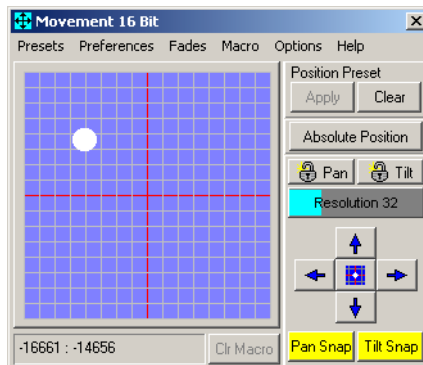 Movement 16 Bit
Presets Preferences Fades Macro Options Help
Position Preset
Apply Clear
Absolute Position
Pan Tilt
Resolution 32
-16661 : -14656
Clr Macro
Pan Snap Tilt Snap